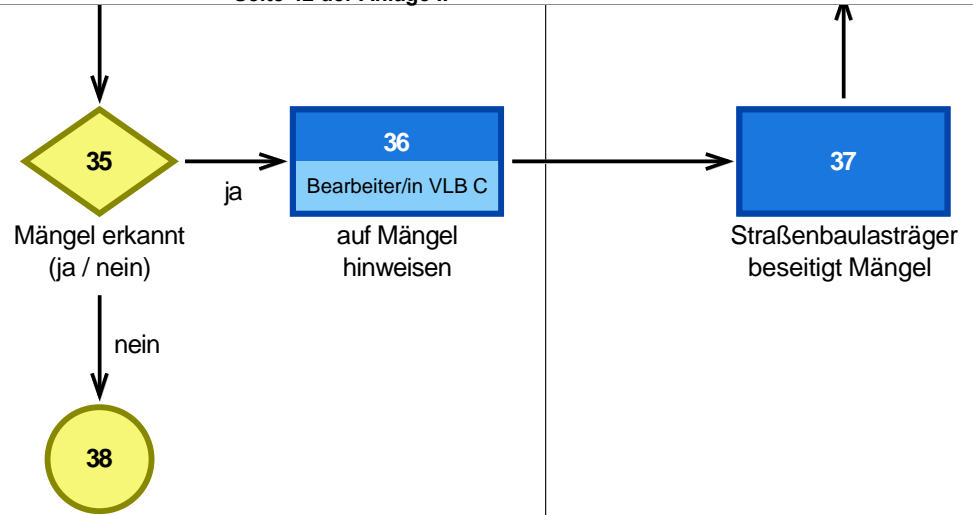 35
ja
36
Bearbeiter/in VLB C
37
Mängel erkannt
(ja / nein)
auf Mängel
hinweisen
Straßenbaulasträger
beseitigt Mängel
nein
38